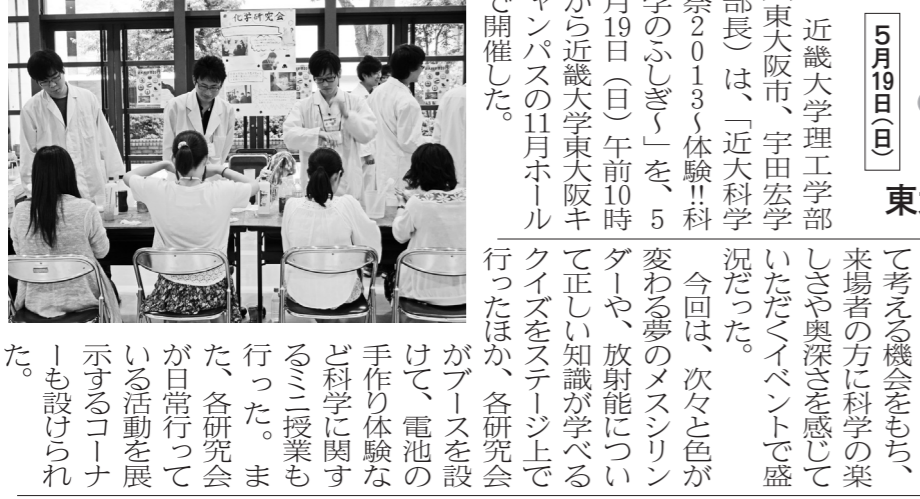 5月19日(日)
東
近畿大学理工学部
東大阪市、宇田宏学
部長)は、「近大科学
祭2013〜体験!!科
学のふしぎ〜」を、5
月19日(日)午前10時
から近畿大学東大阪キ
ャンパスの11月ホール
で開催した。
て考える機会をもち、
来場者の方に科学の楽
しさや奥深さを感じて
いただくイベントで盛
況だった。
今回は、次々と色が
変わる夢のメスシリン
ダーや、放射能につい
て正しい知識が学べる
クイズをステージ上で
行ったほか、各研究会
がブースを設
けて、電池の
手作り体験な
ど科学に関す
るミニ授業も
行った。ま
た、各研究会
が日常行って
いる活動を展
示するコーナ
ーも設けられ
た。
化学研究会